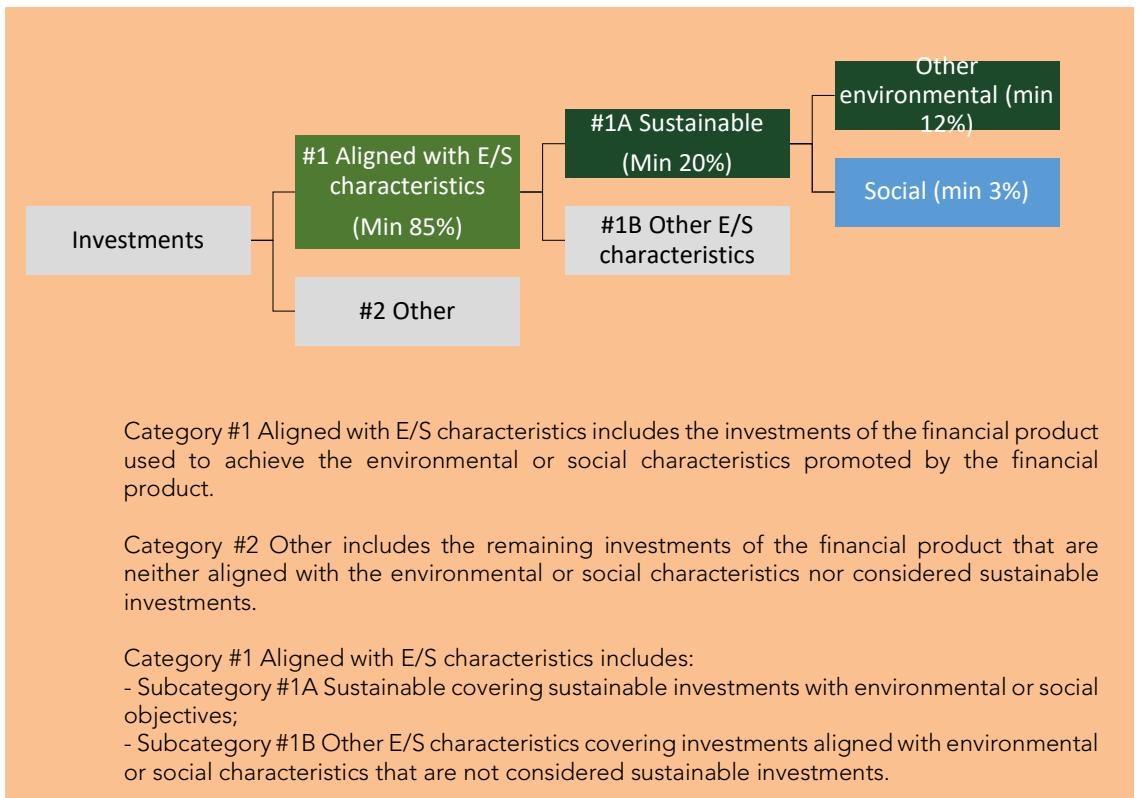 Investments
#1 Aligned with E/S
characteristics
(Min 85%)
#2 Other
#1A Sustainable
(Min 20%)
#1B Other E/S
characteristics
Other
environmental (min
12%)
Social (min 3%)
Category #1 Aligned with E/S characteristics includes the investments of the financial product
used to achieve the environmental or social characteristics promoted by the financial
product.
Category #2 Other includes the remaining investments of the financial product that are
neither aligned with the environmental or social characteristics nor considered sustainable
investments.
Category #1 Aligned with E/S characteristics includes:
- Subcategory #1A Sustainable covering sustainable investments with environmental or social
objectives;
- Subcategory #1B Other E/S characteristics covering investments aligned with environmental
or social characteristics that are not considered sustainable investments.